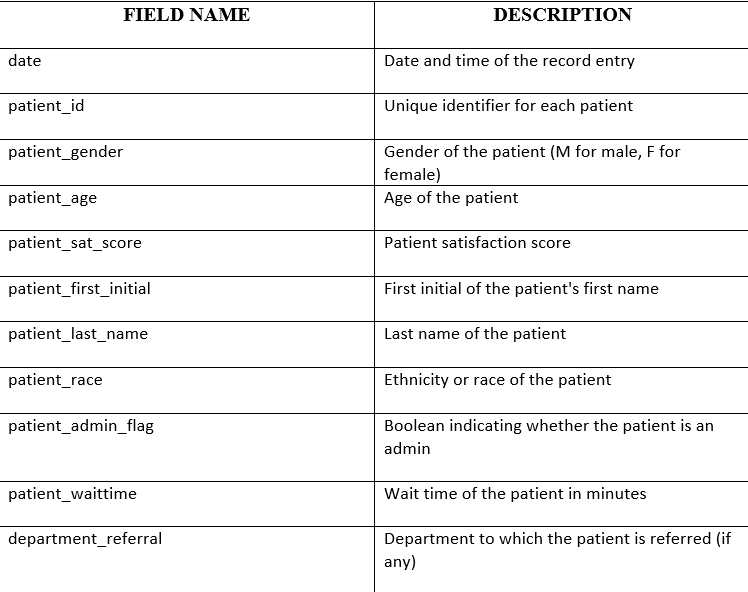 FIELD NAME DESCRIPTION
date Date and time of the record entry
patient_id Unique identifier for each patient
patient_gender Gender of the patient (M for male, F for
female)
patient_age Age of the patient
patient_sat_score Patient satisfaction score
patient_first_initial First initial of the patient's first name
patient_last_name Last name of the patient
patient_race Ethnicity or race of the patient
patient_admin_flag Boolean indicating whether the patient is an
admin
patient_waittime Wait time of the patient in minutes
department_referral Department to which the patient is referred (if
any)